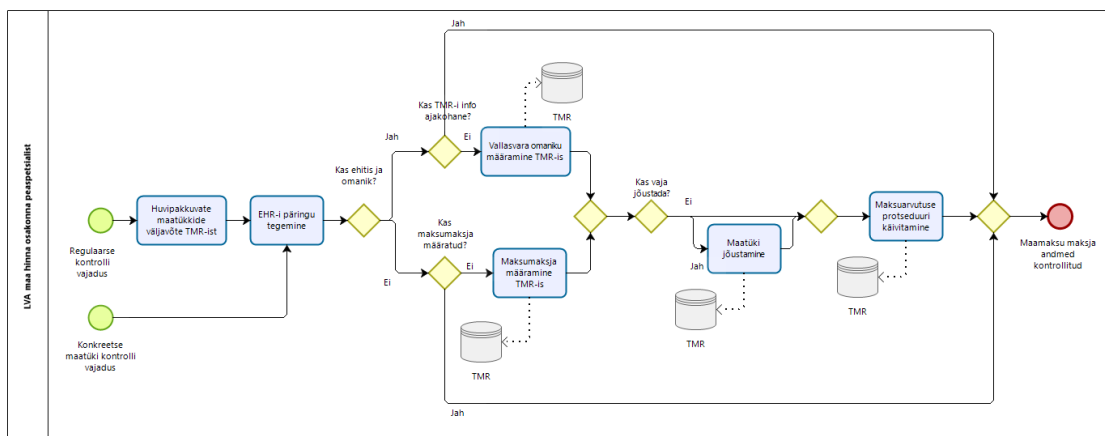 LVA maa hinna osakonna peaspetsialist
Jah
Kas TMR-i info
ajakohane?
TMR
Jah
Ei
Vallasvara omaniku
määramine TMR-is
Kas ehitis ja
omanik?
Kas vaja
jõustada?
Huvipakkuvate
maatükkide
väljavõte TMR-ist
EHR-i päringu
tegemine
Ei
Maksuarvutuse
protseduuri
käivitamine
Regulaarse
kontrolli
vajadus
Kas
maksumaksja
määratud?
Ei
Maksumaksja
määramine
TMR-is
Jah
Maatüki
jõustamine
Maamaksu maksja
andmed
kontrollitud
Ei
TMR
Konkreetse
maatüki kontrolli
vajadus
TMR
TMR
Jah